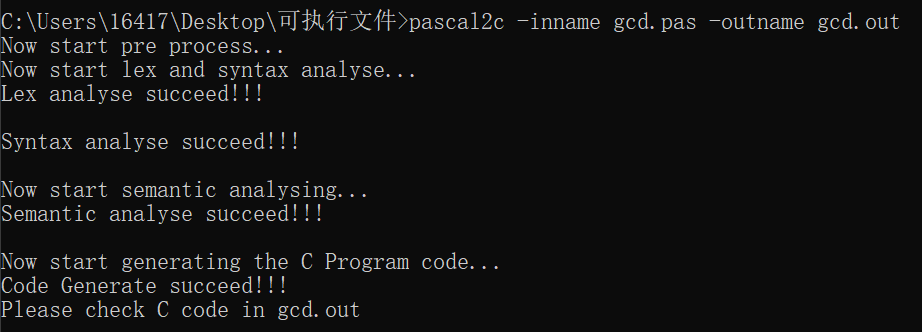 C:\Users\16417\Desktop\可执行文件>pascal2c -inname gcd.pas -outname gcd.out
Now start pre process...
Now start lex and syntax analyse...
Lex analyse succeed!!!
Syntax analyse succeed!!!
Now start semantic analysing...
Semantic analyse succeed!!!
Now start generating the C Program code...
Code Generate succeed!!!
Please check C code in gcd.out